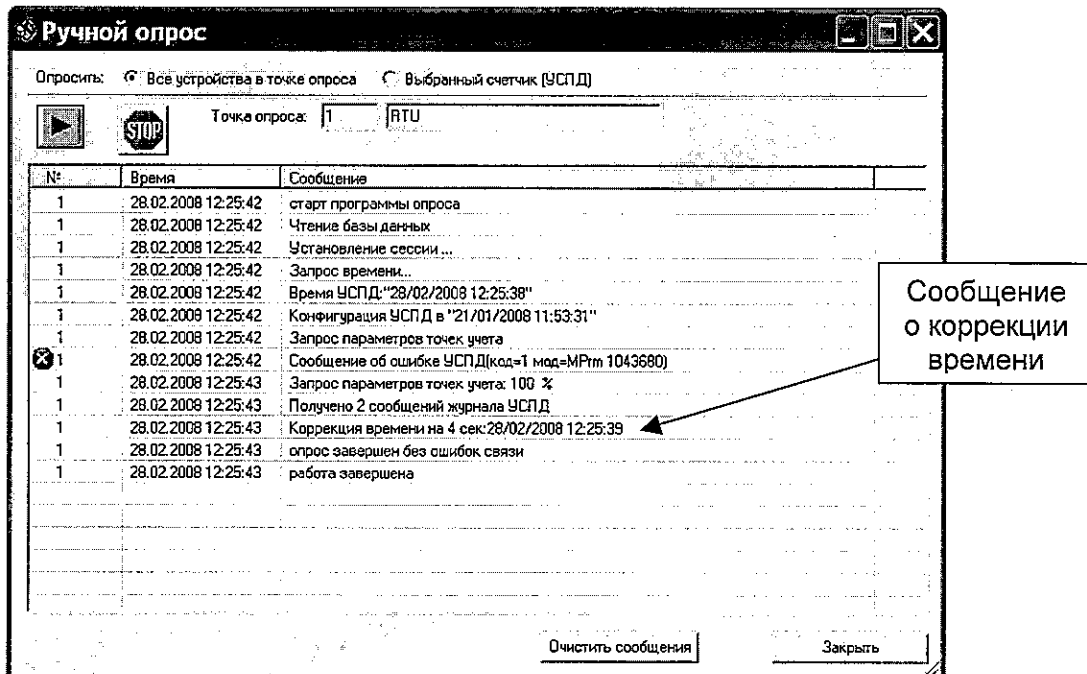 Ручной опрос
Опросить: Все устройства в точке опроса Выбранный счетчик (УСПД)
STOP Точка опроса: 1 RTU
№ Время Сообщение
1 28.02.2008 12:25:42 старт программы опроса
1 28.02.2008 12:25:42 Чтение базы данных
1 28.02.2008 12:25:42 Установление сессии ...
1 28.02.2008 12:25:42 Запрос времени...
1 28.02.2008 12:25:42 Время УСПД:"28/02/2008 12:25:38"
1 28.02.2008 12:25:42 Конфигурация УСПД в "21/01/2008 11:53:31"
1 28.02.2008 12:25:42 Запрос параметров точек учета
1 28.02.2008 12:25:42 Сообщение об ошибке УСПД(код=1 мод=MPrm 1043680)
1 28.02.2008 12:25:43 Запрос параметров точек учета: 100 %
1 28.02.2008 12:25:43 Получено 2 сообщений журнала УСПД
1 28.02.2008 12:25:43 Коррекция времени на 4 сек:28/02/2008 12:25:39
1 28.02.2008 12:25:43 опрос завершен без ошибок связи
1 28.02.2008 12:25:43 работа завершена
Сообщение
о коррекции
времени
Очистить сообщения Закрыть